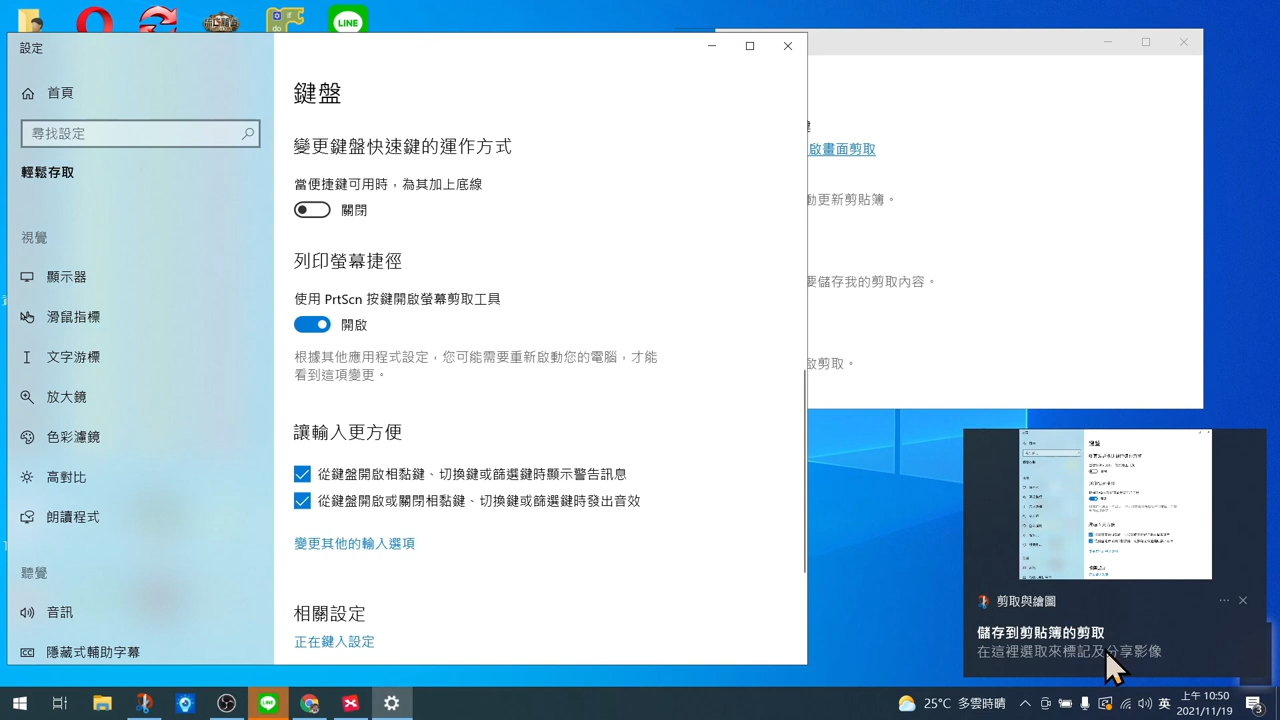 LINE
設定
首頁
尋找設定
輕鬆存取
視覺
顯示器
滑鼠指標
文字游標
放大鏡
色彩濾鏡
高對比
朗讀程式
聽覺
音訊
隱藏式輔助字幕
鍵盤
變更鍵盤快速鍵的運作方式
當便捷鍵可用時，為其加上底線
關閉
列印螢幕捷徑
使用 PrtScn 按鍵開啟螢幕剪取工具
開啟
根據其他應用程式設定，您可能需要重新啟動您的電腦，才能
看到這項變更。
讓輸入更方便
從鍵盤開啟相黏鍵、切換鍵或篩選鍵時顯示警告訊息
從鍵盤開啟或關閉相黏鍵、切換鍵或篩選鍵時發出音效
變更其他的輸入選項
相關設定
正在鍵入設定
啟畫面剪取
動更新剪貼簿。
要儲存我的剪取內容。
剪取。
鍵盤
剪取與繪圖
儲存到剪貼簿的剪取
在這裡選取來標記及分享影像
LINE
25°C 多雲時晴
英
上午 10:50
2021/11/19
3